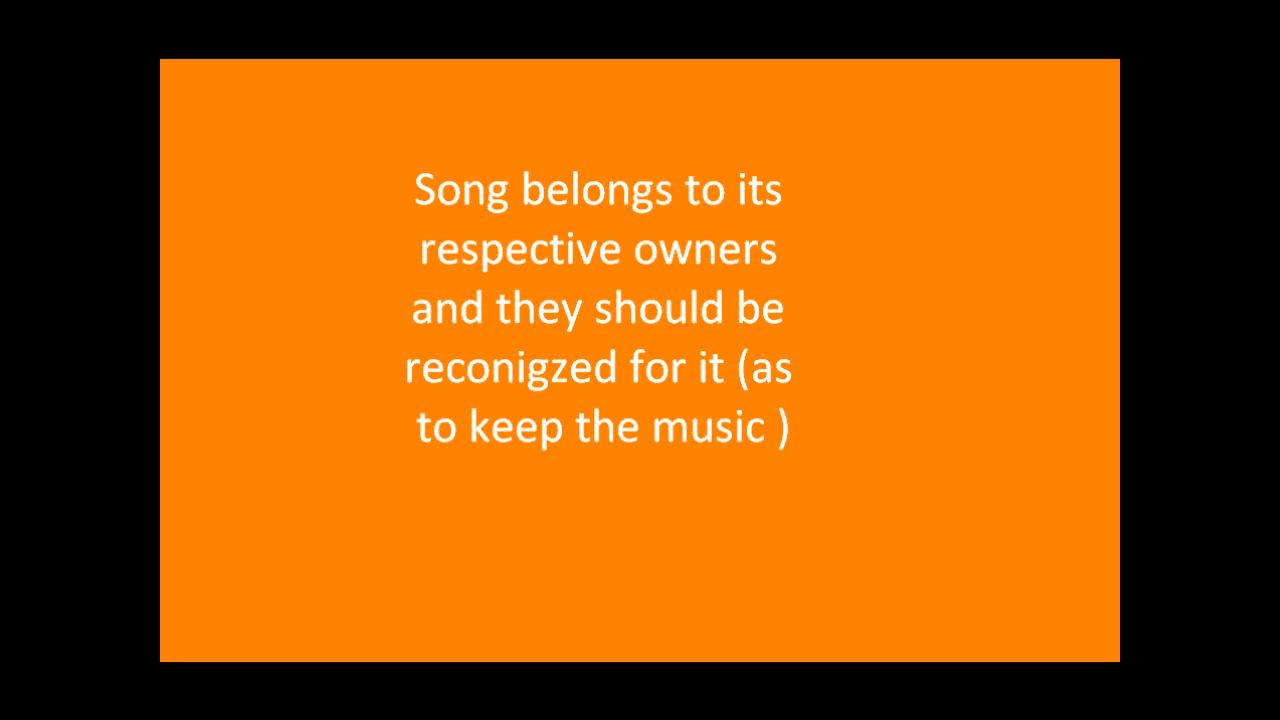 Song belongs to its
respective owners
and they should be
reconigzed for it (as
to keep the music )